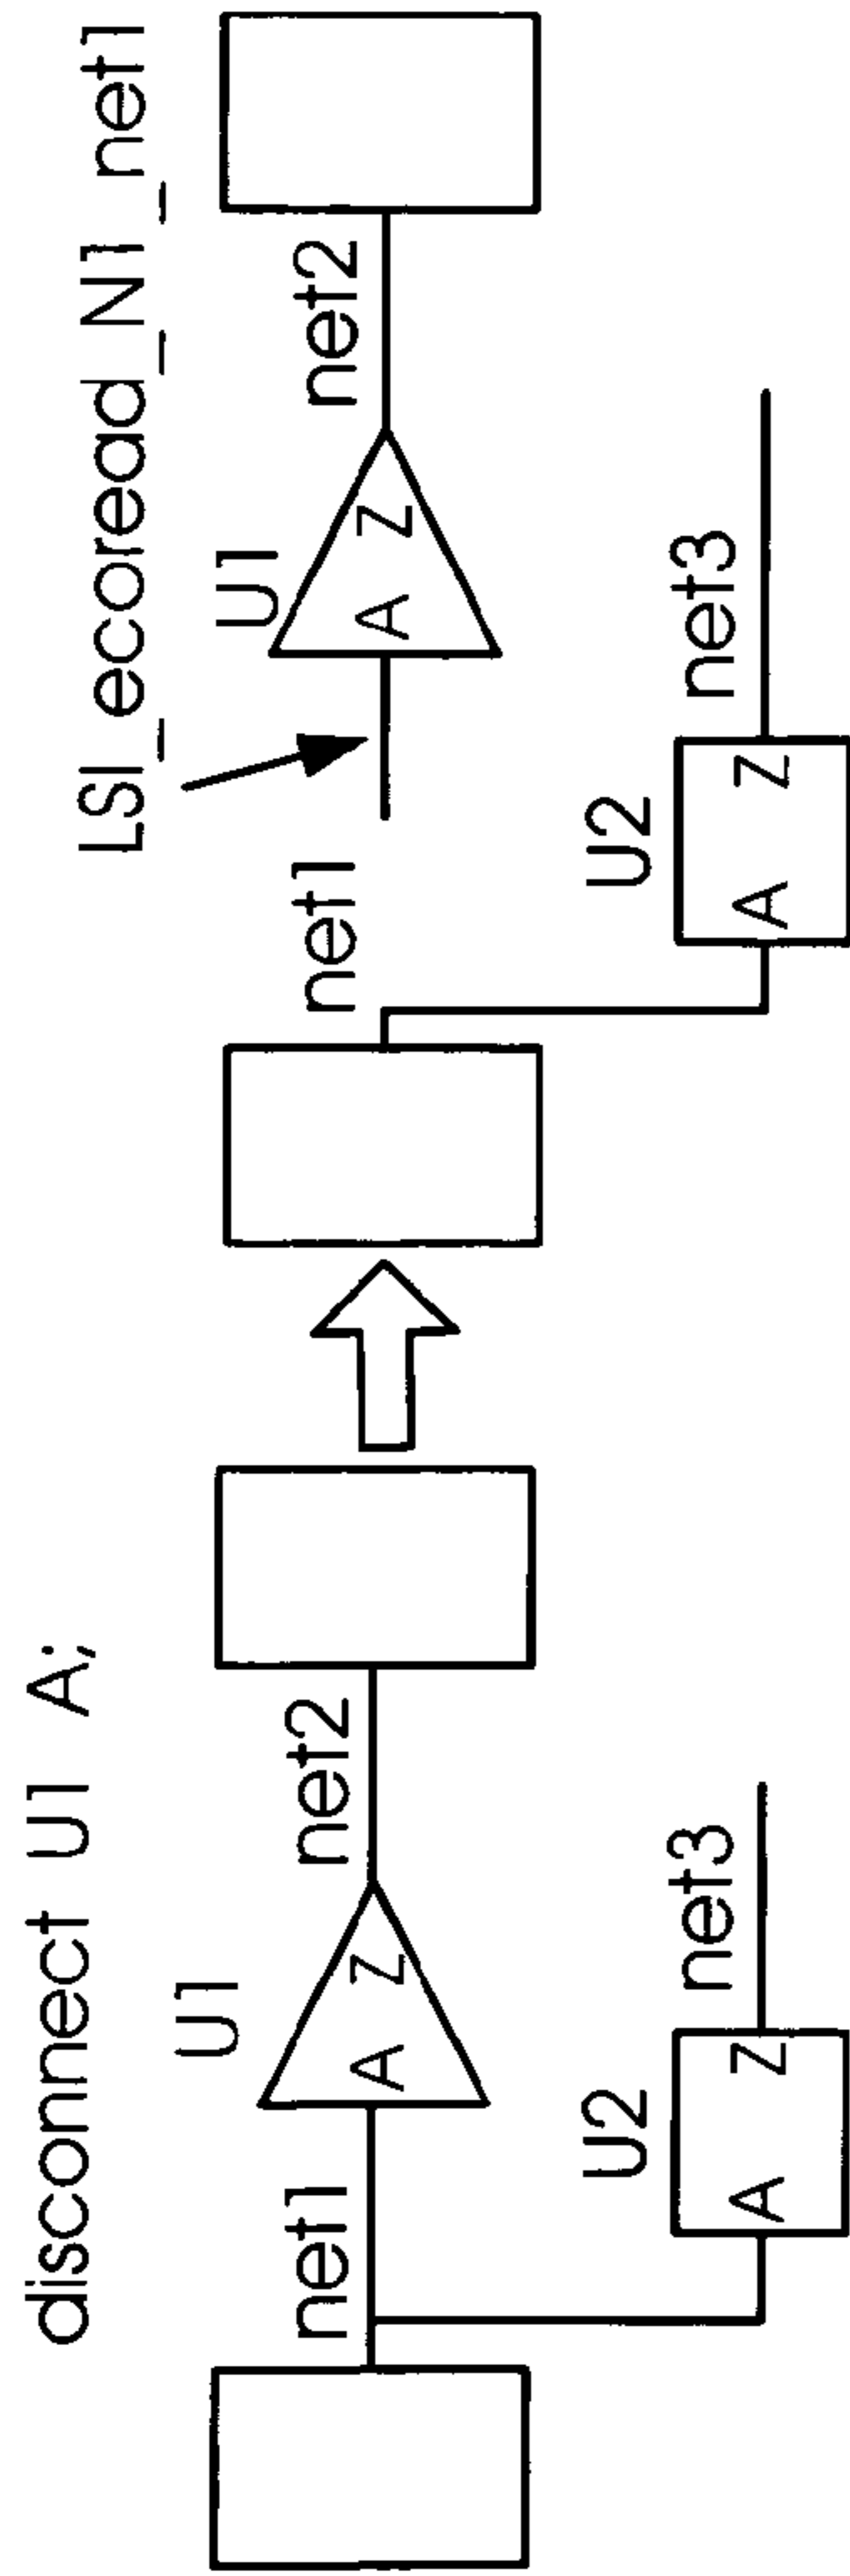 disconnect U1 A;
net1
U1
A Z
net2
U2
A Z
net3
LSI_ecoread_N1_net1
net1
U1
A Z
net2
U2
A Z
net3